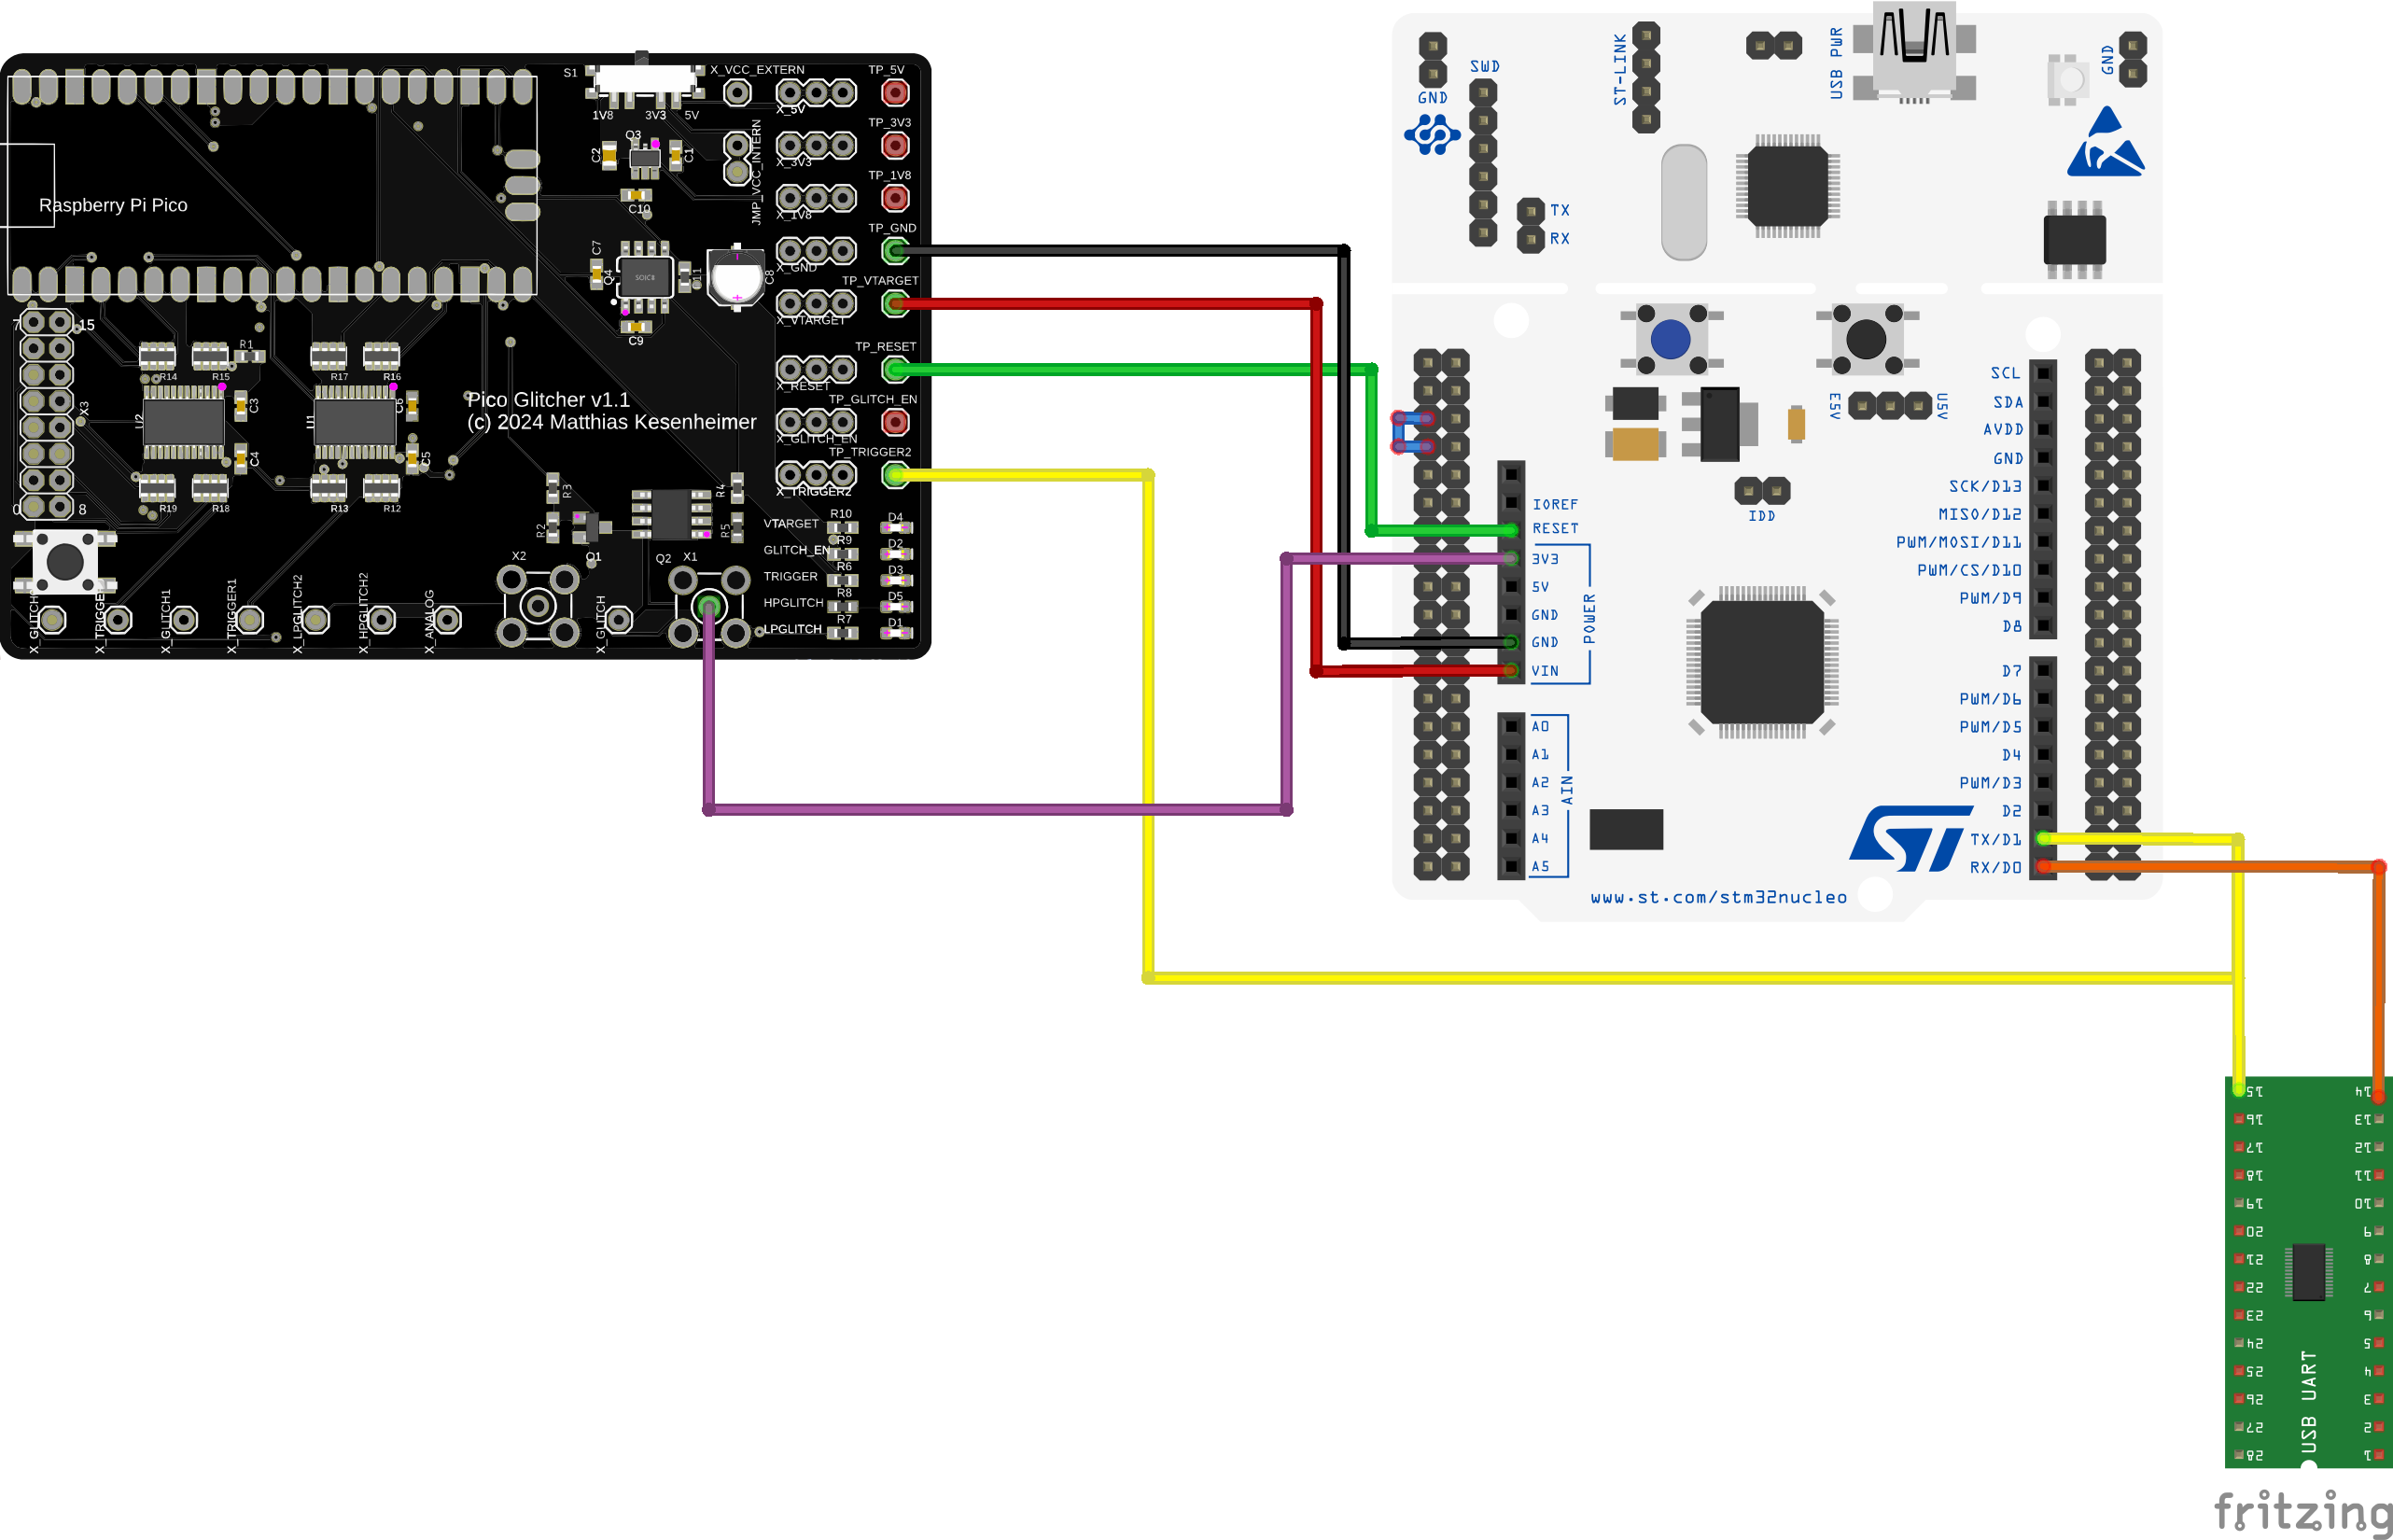 Raspberry Pi Pico
S1
X_VCC_EXTERN
TP_5V
1V8
3V3
5V
X_5V
Q3
C2
C1
TP_3V3
X_3V3
JMP_VCC_INTERN
TP_1V8
X_1V8
C10
TP_GND
X_GND
C7
Q4
SOIC8
C8
TP_VTARGET
X_VTARGET
C9
7
15
R1
R14
R15
R17
R16
TP_RESET
X_RESET
X3
U2
C3
U1
C6
Pico Glitcher v1.1
(c) 2024 Matthias Kesenheimer
TP_GLITCH_EN
X_GLITCH_EN
C4
C5
TP_TRIGGER2
X_TRIGGER2
0
8
R19
R18
R13
R12
R3
R4
R2
Q1
R5
VTARGET
R10
D4
GLITCH_EN
R9
D2
TRIGGER
R6
D3
HPGLITCH
R8
D5
LPGLITCH
R7
D1
X2
Q2
X1
X_GLITCH1
X_TRIGGER1
X_LPGLITCH2
X_HPGLITCH2
X_ANALOG
X_GLITCH
GND
SWD
ST-LINK
USB PWR
GND
TX
RX
E5V
U5V
IDD
IOREF
RESET
3V3
5V
GND
GND
VIN
POWER
A0
A1
A2
A3
A4
A5
AIN
SCL
SDA
AVDD
GND
SCK/D13
MISO/D12
PWM/MOSI/D11
PWM/CS/D10
PWM/D9
D8
D7
PWM/D6
PWM/D5
D4
PWM/D3
D2
TX/D1
RX/D0
ST
www.st.com/stm32nucleo
15
14
16
13
17
12
18
11
19
10
20
9
21
8
22
7
23
6
24
5
25
4
26
3
27
2
28
1
USB UART
fritzing